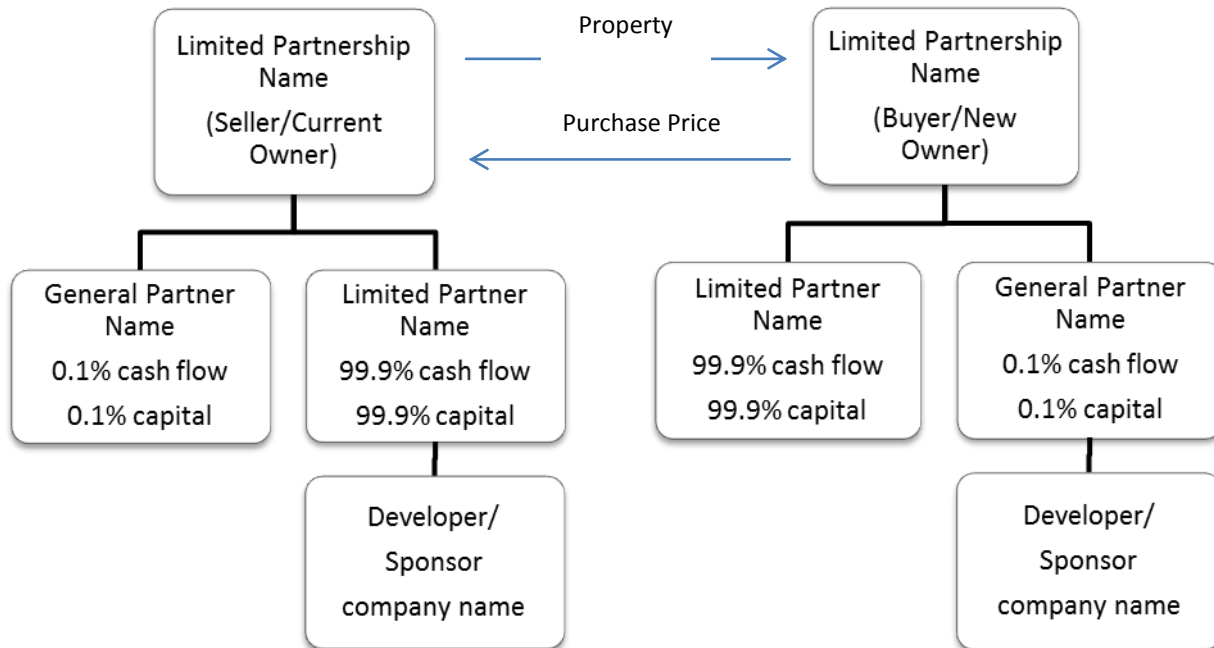 Limited Partnership
Name
(Seller/Current
Owner)
Property
Purchase Price
Limited Partnership
Name
(Buyer/New
Owner)
General Partner
Name
0.1% cash flow
0.1% capital
Limited Partner
Name
99.9% cash flow
99.9% capital
Limited Partner
Name
99.9% cash flow
99.9% capital
General Partner
Name
0.1% cash flow
0.1% capital
Developer/
Sponsor
company name
Developer/
Sponsor
company name